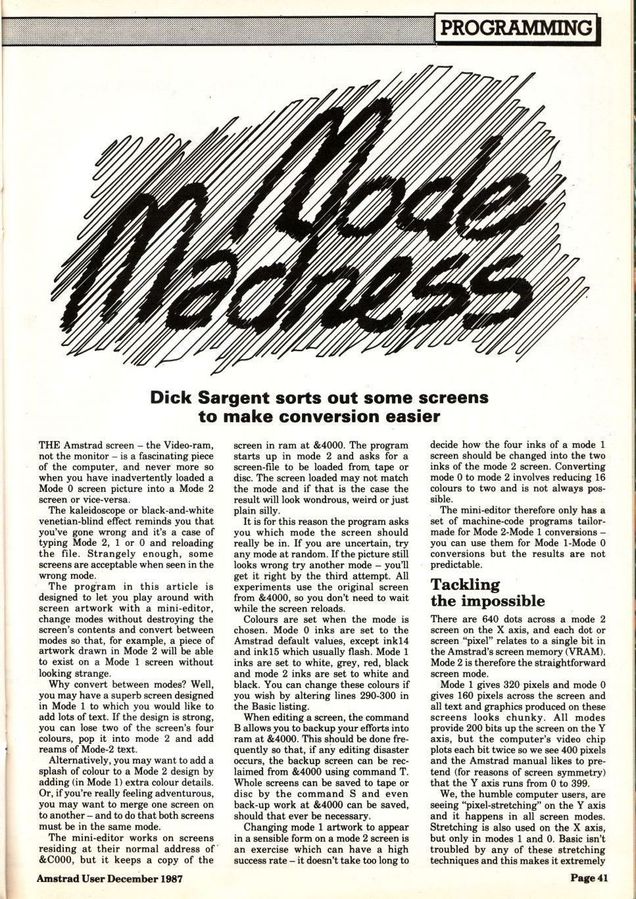 PROGRAMMING
Mode
Madness
Dick Sargent sorts out some screens
to make conversion easier
THE Amstrad screen – the Video-ram,
not the monitor – is a fascinating piece
of the computer, and never more so
when you have inadvertently loaded a
Mode 0 screen picture into a Mode 2
screen or vice-versa.
The kaleidoscope or black-and-white
venetian-blind effect reminds you that
you've gone wrong and it's a case of
typing Mode 2, 1 or 0 and reloading
the file. Strangely enough, some
screens are acceptable when seen in the
wrong mode.
The program in this article is
designed to let you play around with
screen artwork with a mini-editor,
change modes without destroying the
screen's contents and convert between
modes so that, for example, a piece of
artwork drawn in Mode 2 will be able
to exist on a Mode 1 screen without
looking strange.
Why convert between modes? Well,
you may have a superb screen designed
in Mode 1 to which you would like to
add lots of text. If the design is strong,
you can lose two of the screen's four
colours, pop it into mode 2 and add
reams of Mode-2 text.
Alternatively, you may want to add a
splash of colour to a Mode 2 design by
adding (in Mode 1) extra colour details.
Or, if you're really feeling adventurous,
you may want to merge one screen on
to another – and to do that both screens
must be in the same mode.
The mini-editor works on screens
residing at their normal address of
&C000, but it keeps a copy of the
screen in ram at &4000. The program
starts up in mode 2 and asks for a
screen-file to be loaded from tape or
disc. The screen loaded may not match
the mode and if that is the case the
result will look wondrous, weird or just
plain silly.
It is for this reason the program asks
you which mode the screen should
really be in. If you are uncertain, try
any mode at random. If the picture still
looks wrong try another mode – you'll
get it right by the third attempt. All
experiments use the original screen
from &4000, so you don't need to wait
while the screen reloads.
Colours are set when the mode is
chosen. Mode 0 inks are set to the
Amstrad default values, except ink14
and ink15 which usually flash. Mode 1
inks are set to white, grey, red, black
and mode 2 inks are set to white and
black. You can change these colours if
you wish by altering lines 290-300 in
the Basic listing.
When editing a screen, the command
B allows you to backup your efforts into
ram at &4000. This should be done fre-
quently so that, if any editing disaster
occurs, the backup screen can be rec-
laimed from &4000 using command T.
Whole screens can be saved to tape or
disc by the command S and even
back-up work at &4000 can be saved,
should that ever be necessary.
Changing mode 1 artwork to appear
in a sensible form on a mode 2 screen is
an exercise which can have a high
success rate – it doesn't take too long to
decide how the four inks of a mode 1
screen should be changed into the two
inks of the mode 2 screen. Converting
mode 0 to mode 2 involves reducing 16
colours to two and is not always pos-
sible.
The mini-editor therefore only has a
set of machine-code programs tailor-
made for Mode 2-Mode 1 conversions –
you can use them for Mode 1-Mode 0
conversions but the results are not
predictable.
Tackling
the impossible
There are 640 dots across a mode 2
screen on the X axis, and each dot or
screen "pixel" relates to a single bit in
the Amstrad's screen memory (VRAM).
Mode 2 is therefore the straightforward
screen mode.
Mode 1 gives 320 pixels and mode 0
gives 160 pixels across the screen and
all text and graphics produced on these
screens looks chunky. All modes
provide 200 bits up the screen on the Y
axis, but the computer's video chip
plots each bit twice so we see 400 pixels
and the Amstrad manual likes to pre-
tend (for reasons of screen symmetry)
that the Y axis runs from 0 to 399.
We, the humble computer users, are
seeing "pixel-stretching" on the Y axis
and it happens in all screen modes.
Stretching is also used on the X axis,
but only in modes 1 and 0. Basic isn't
troubled by any of these stretching
techniques and this makes it extremely
Amstrad User December 1987
Page 41